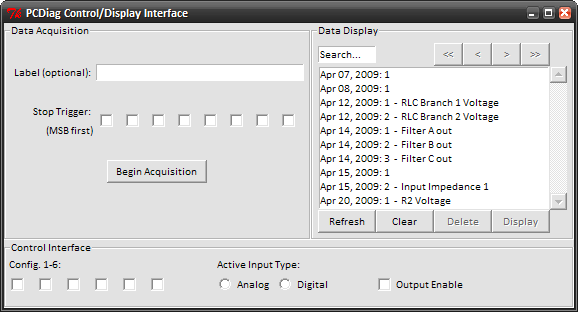 PCDiag Control/Display Interface
Data Acquisition
Label (optional):
Stop Trigger:
(MSB first)
Begin Acquisition
Data Display
Search...
<< < > >>
Apr 07, 2009: 1
Apr 08, 2009: 1
Apr 12, 2009: 1 - RLC Branch 1 Voltage
Apr 12, 2009: 2 - RLC Branch 2 Voltage
Apr 14, 2009: 1 - Filter A out
Apr 14, 2009: 2 - Filter B out
Apr 14, 2009: 3 - Filter C out
Apr 15, 2009: 1
Apr 15, 2009: 2 - Input Impedance 1
Apr 20, 2009: 1 - R2 Voltage
Refresh Clear Delete Display
Control Interface
Config. 1-6:
Active Input Type:
Analog Digital Output Enable